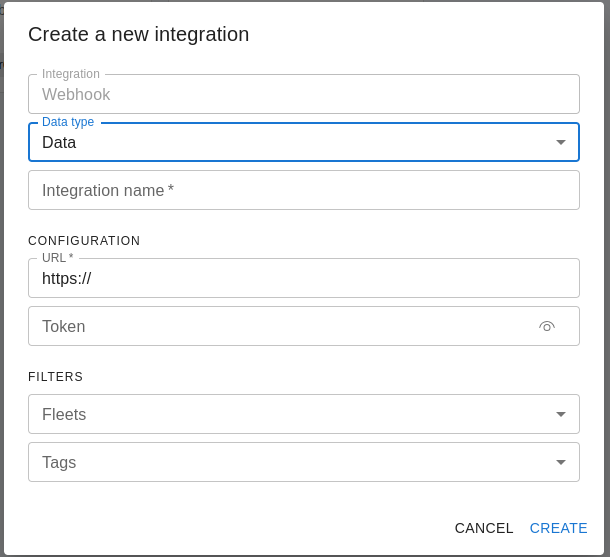 Create a new integration
Integration
Webhook
Data type
Data
Integration name *
CONFIGURATION
URL *
https://
Token
FILTERS
Fleets
Tags
CANCEL CREATE